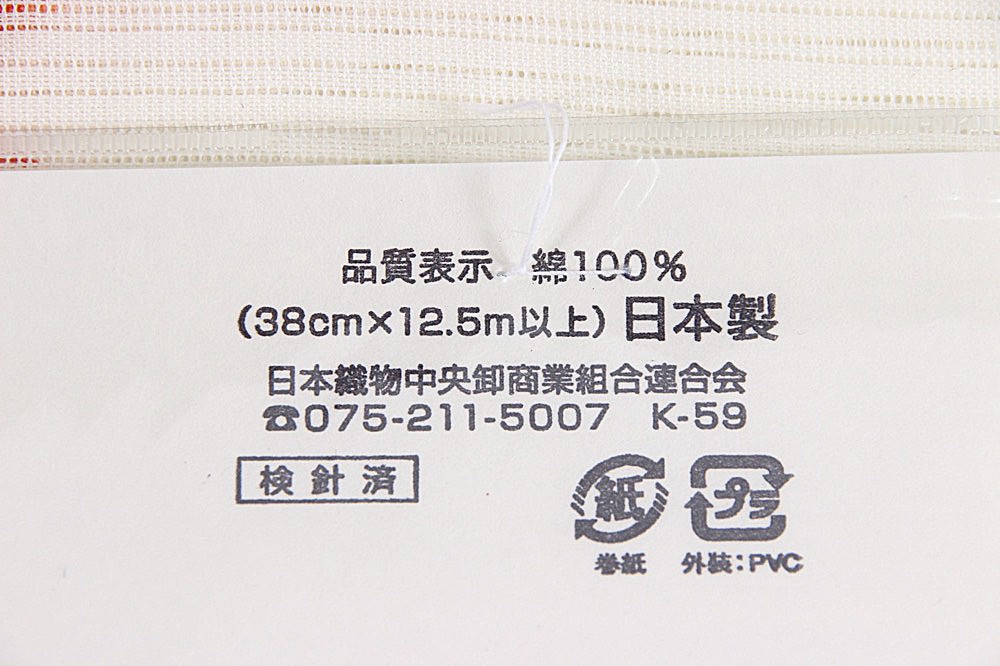 品質表示 綿100%
(38cm×12.5m以上) 日本製
日本織物中央卸商業組合連合会
☎075-211-5007 K-59
検針済
紙 プラ
巻紙 外装：PVC